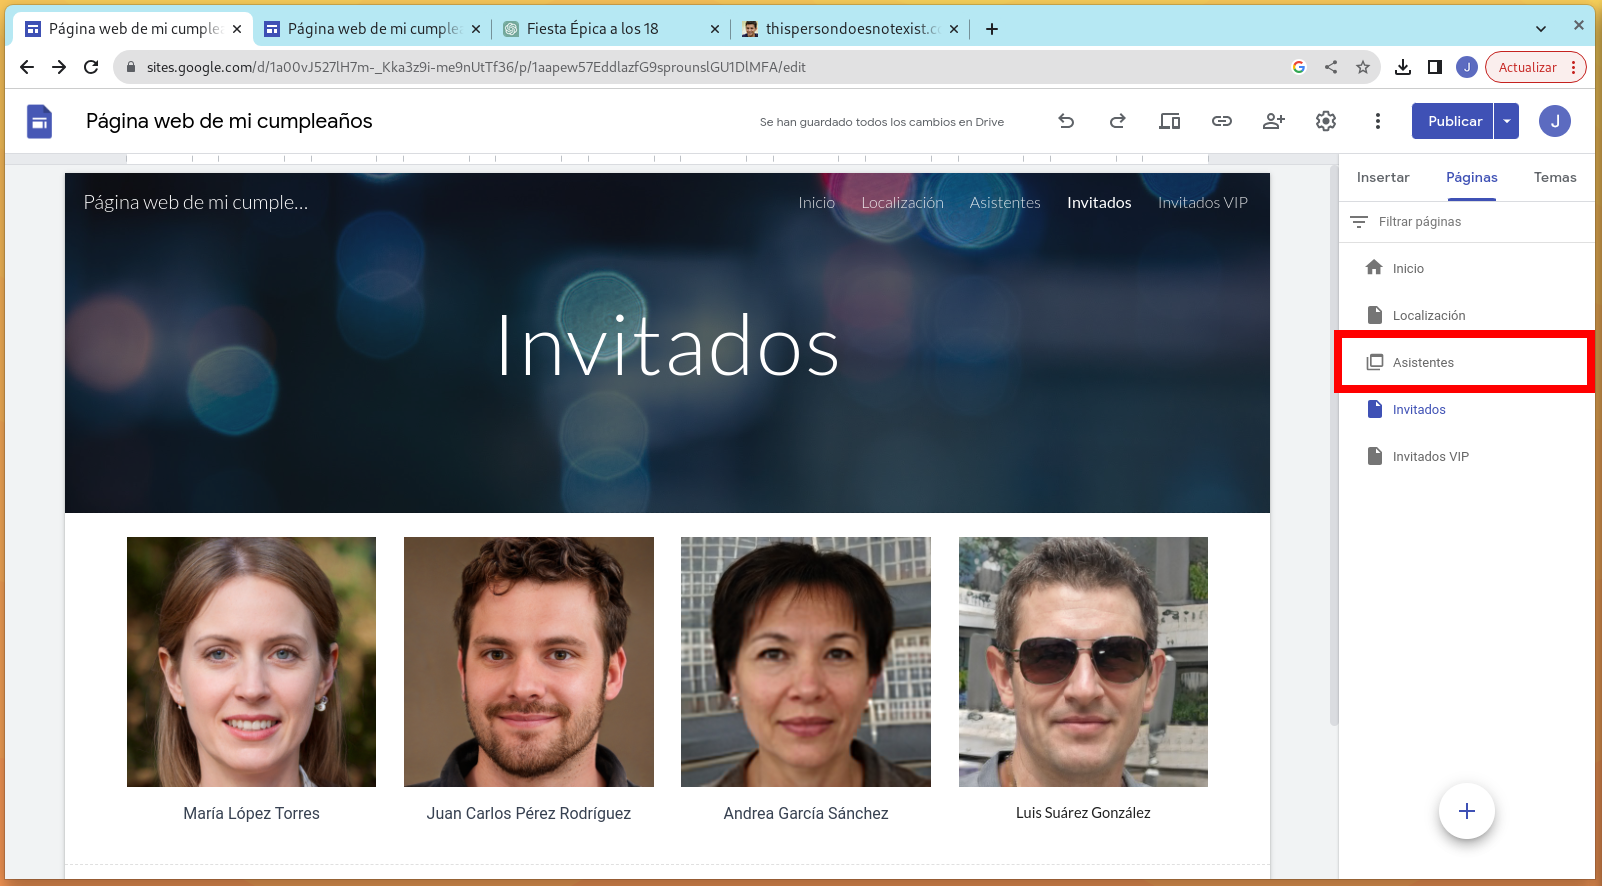 Página web de mi cumplea
Página web de mi cumplea
Fiesta Épica a los 18
thispersondoesnotexist.c
sites.google.com/d/1a00vJ527lH7m-_Kka3z9i-me9nUtTf36/p/1aapew57EddlazfG9sprounslGU1DlMFA/edit
G
J
Actualizar
Página web de mi cumpleaños
Se han guardado todos los cambios en Drive
Publicar
J
Insertar
Páginas
Temas
Filtrar páginas
Inicio
Localización
Asistentes
Invitados
Invitados VIP
Página web de mi cumple...
Inicio
Localización
Asistentes
Invitados
Invitados VIP
Invitados
María López Torres
Juan Carlos Pérez Rodríguez
Andrea García Sánchez
Luis Suárez González